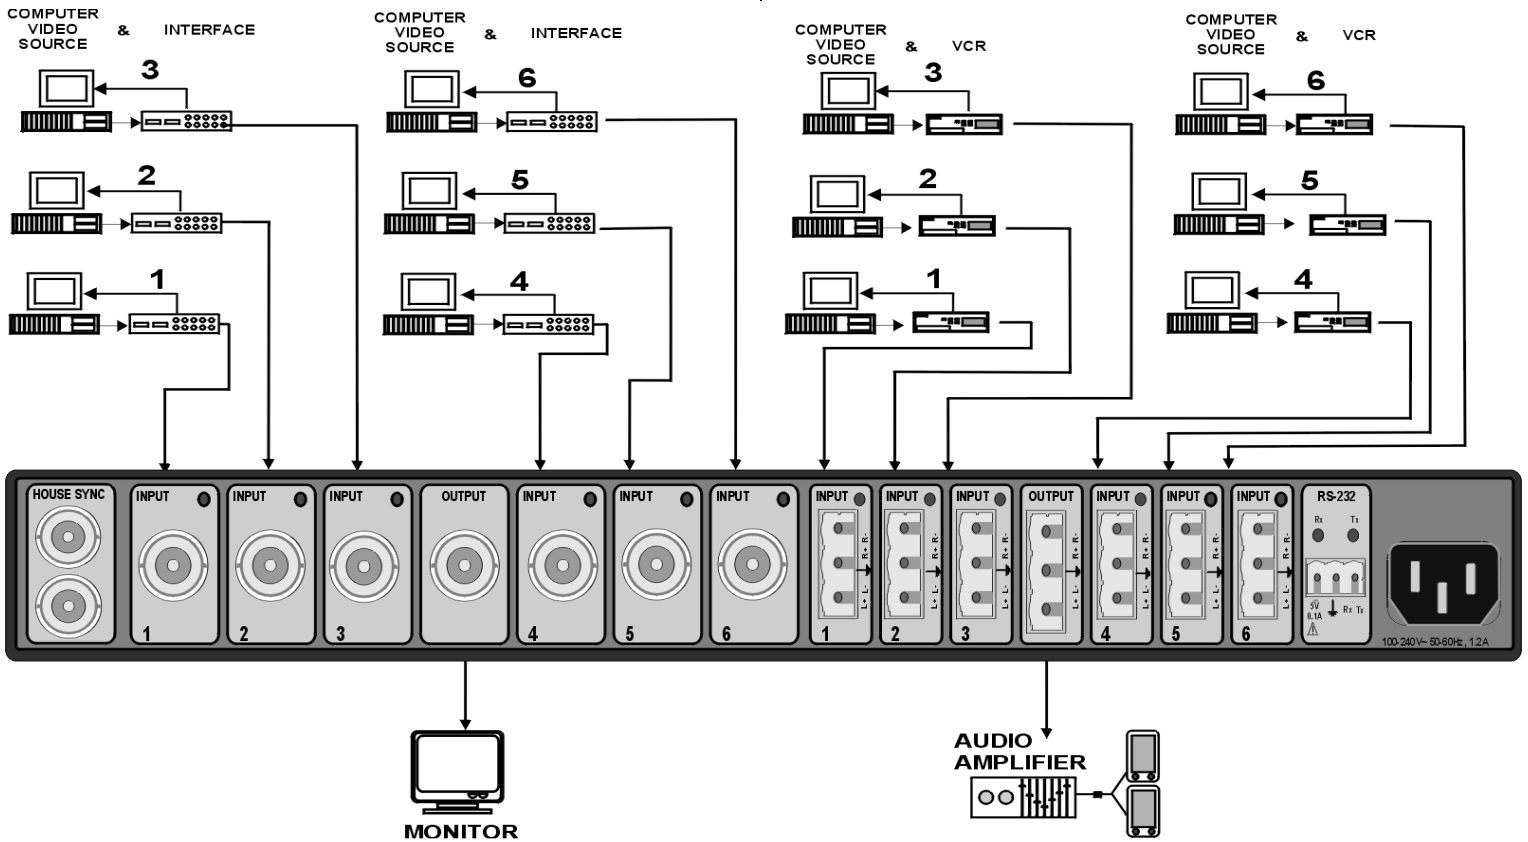 COMPUTER
VIDEO
SOURCE & INTERFACE
3
2
1
COMPUTER
VIDEO
SOURCE & INTERFACE
6
5
4
COMPUTER
VIDEO
SOURCE & VCR
3
2
1
COMPUTER
VIDEO
SOURCE & VCR
6
5
4
HOUSE SYNC
INPUT
1
INPUT
2
INPUT
3
OUTPUT
INPUT
4
INPUT
5
INPUT
6
INPUT
L+ L- R+ R-
1
INPUT
L+ L- R+ R-
2
INPUT
L+ L- R+ R-
3
OUTPUT
L+ L- R+ R-
INPUT
L+ L- R+ R-
4
INPUT
L+ L- R+ R-
5
INPUT
L+ L- R+ R-
6
RS-232
Rx Tx
5V Rx Tx
0.1A
100-240V~ 50-60Hz, 1.2A
MONITOR
AUDIO
AMPLIFIER